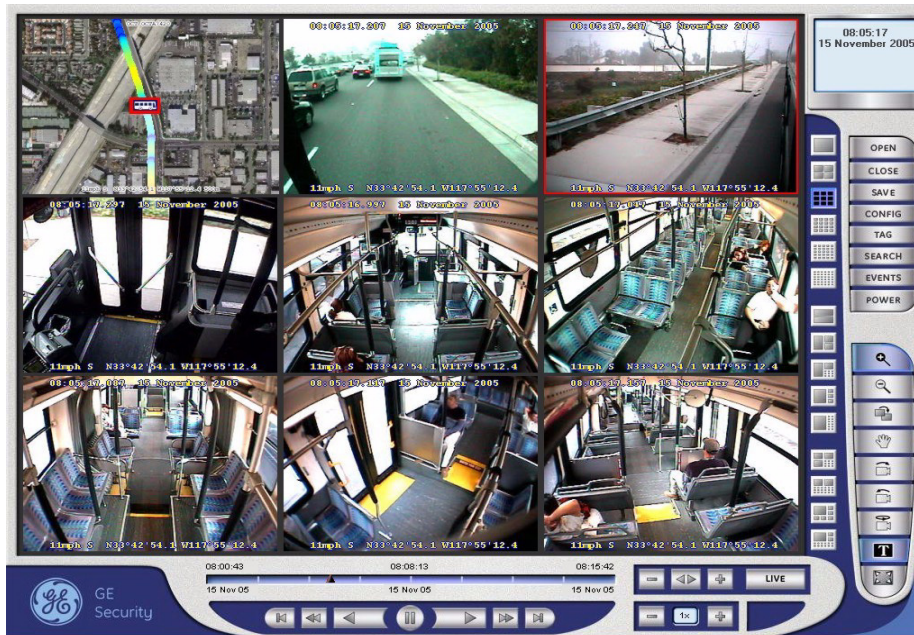 08:05:17.207 15 November 2005
08:05:17.247 15 November 2005
08:05:17
15 November 2005
11mph S N33°42'54.1 W117°55'12.4
11mph S N33°42'54.1 W117°55'12.4
OPEN
CLOSE
SAVE
CONFIG
TAG
SEARCH
EVENTS
POWER
08:05:17.297 15 November 2005
08:05:16.997 15 November 2005
08:05:17.047 15 November 2005
11mph S N33°42'54.1 W117°55'12.4
11mph S N33°42'54.1 W117°55'12.4
11mph S N33°42'54.1 W117°55'12.4
08:05:17.087 15 November 2005
08:05:17.117 15 November 2005
08:05:17.157 15 November 2005
11mph S N33°42'54.1 W117°55'12.4
11mph S N33°42'54.1 W117°55'12.4
11mph S N33°42'54.1 W117°55'12.4
T
08:00:43 08:08:13 08:15:42
15 Nov 05 15 Nov 05 15 Nov 05
LIVE
1x
GE
GE
Security